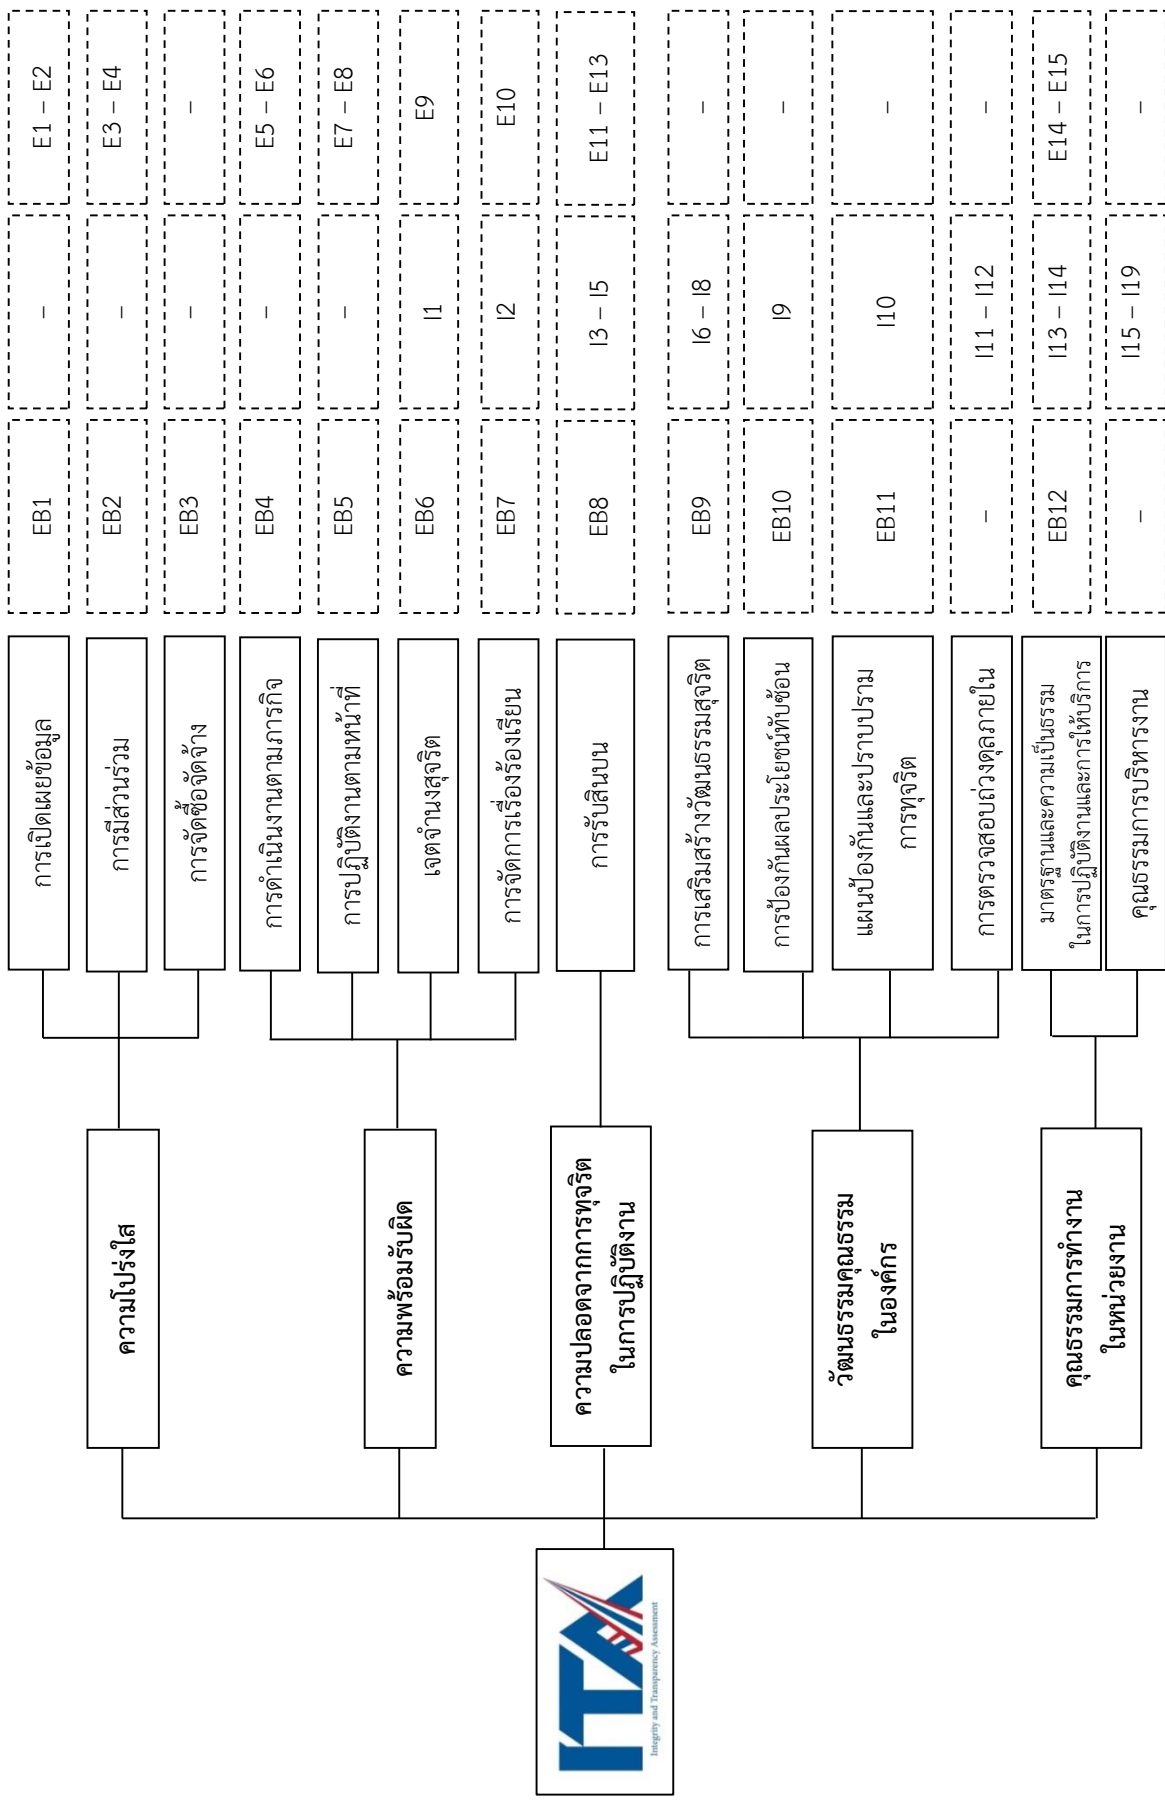 ITA
Integrity and Transparency Assessment
ความโปร่งใส
การเปิดเผยข้อมูล
EB1
–
E1 – E2
การมีส่วนร่วม
EB2
–
E3 – E4
การจัดซื้อจัดจ้าง
EB3
–
–
ความพร้อมรับผิด
การดำเนินงานตามภารกิจ
EB4
–
E5 – E6
การปฏิบัติงานตามหน้าที่
EB5
–
E7 – E8
เจตจำนงสุจริต
EB6
I1
E9
การจัดการเรื่องร้องเรียน
EB7
I2
E10
ความปลอดจากการทุจริต
ในการปฏิบัติงาน
การรับสินบน
EB8
I3 – I5
E11 – E13
วัฒนธรรมคุณธรรม
ในองค์กร
การเสริมสร้างวัฒนธรรมสุจริต
EB9
I6 – I8
–
การป้องกันผลประโยชน์ทับซ้อน
EB10
I9
–
แผนป้องกันและปราบปราม
การทุจริต
EB11
I10
–
การตรวจสอบถ่วงดุลภายใน
–
I11 – I12
–
คุณธรรมการทำงาน
ในหน่วยงาน
มาตรฐานและความเป็นธรรม
ในการปฏิบัติงานและการให้บริการ
EB12
I13 – I14
E14 – E15
คุณธรรมการบริหารงาน
–
I15 – I19
–